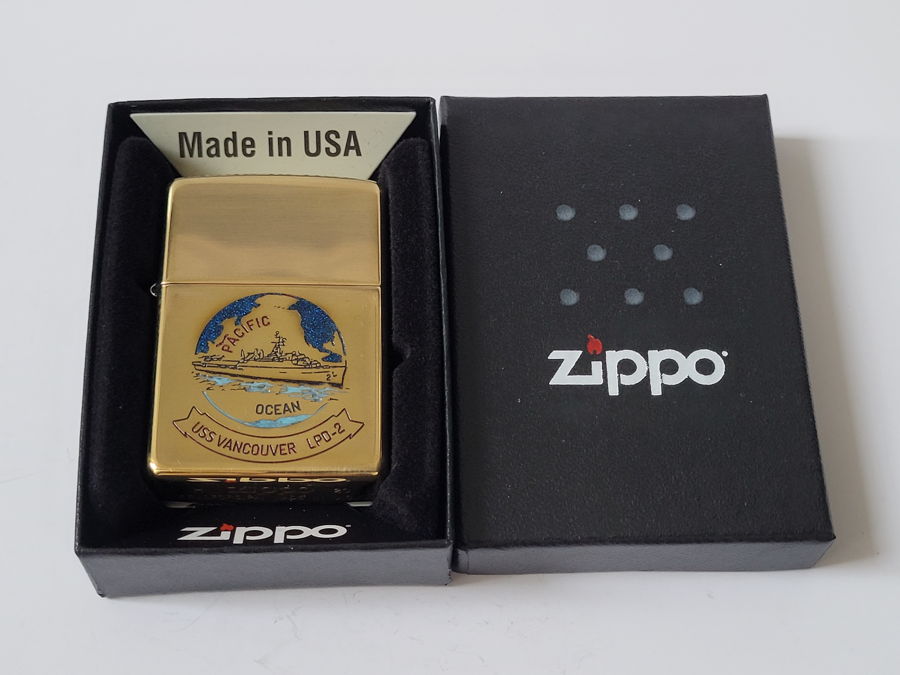 Made in USA
PACIFIC
OCEAN
USS VANCOUVER LPD-2
zippo
zippo